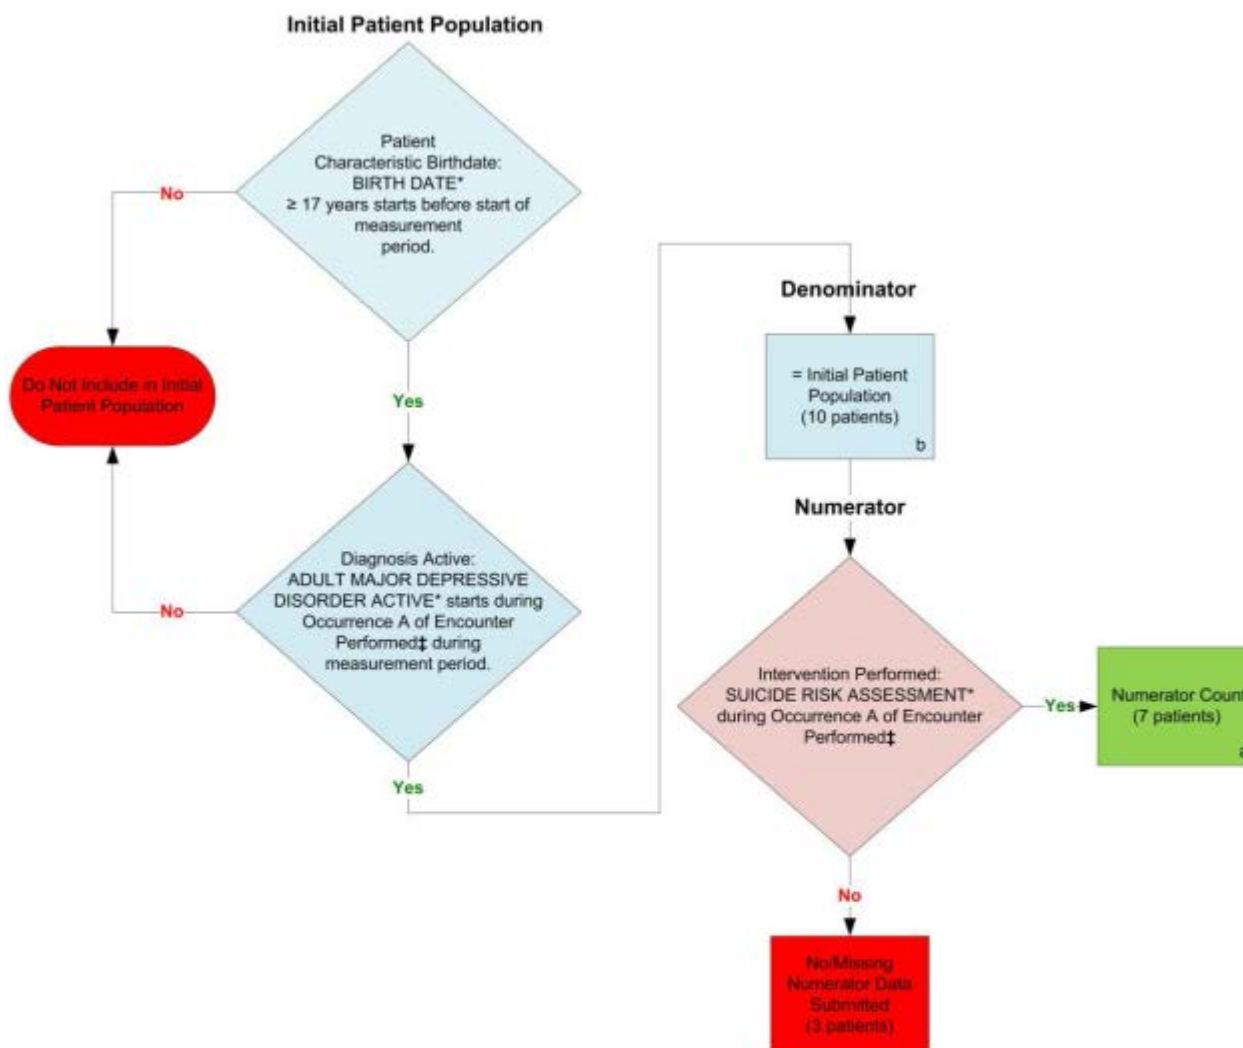 Initial Patient Population
Patient
Characteristic Birthdate:
BIRTH DATE*
≥ 17 years starts before start of
measurement
period.
No
Do Not Include in Initial
Patient Population
Yes
Diagnosis Active:
ADULT MAJOR DEPRESSIVE
DISORDER ACTIVE* starts during
Occurrence A of Encounter
Performed‡ during
measurement period.
No
Yes
Denominator
= Initial Patient
Population
(10 patients)
b
Numerator
Intervention Performed:
SUICIDE RISK ASSESSMENT*
during Occurrence A of Encounter
Performed‡
Yes
Numerator Count
(7 patients)
a
No
No/Missing
Numerator Data
Submitted
(3 patients)